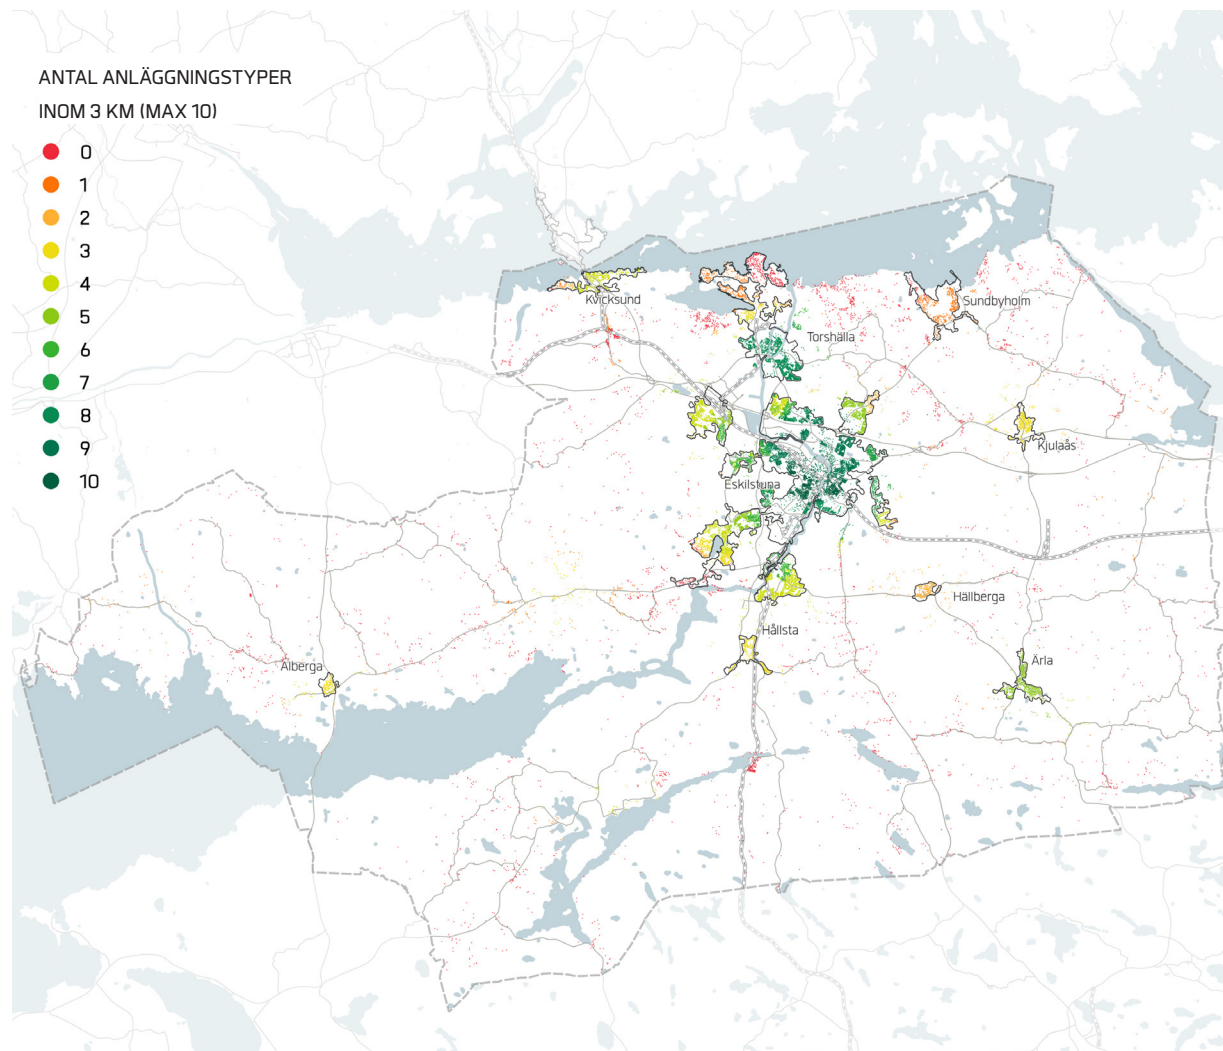 ANTAL ANLÄGGNINGSTYPER
INOM 3 KM (MAX 10)
0
1
2
3
4
5
6
7
8
9
10
Kvicksund
Sundbyholm
Torshälla
Kjulaås
Eskilstuna
Hällberga
Hållsta
Ärla
Alberga